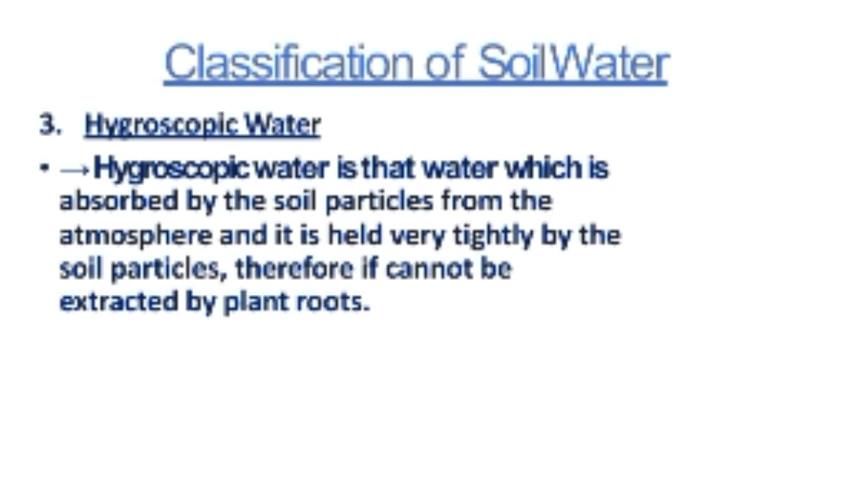 Classification of Soil Water
3. Hygroscopic Water
• → Hygroscopic water is that water which is
absorbed by the soil particles from the
atmosphere and it is held very tightly by the
soil particles, therefore if cannot be
extracted by plant roots.